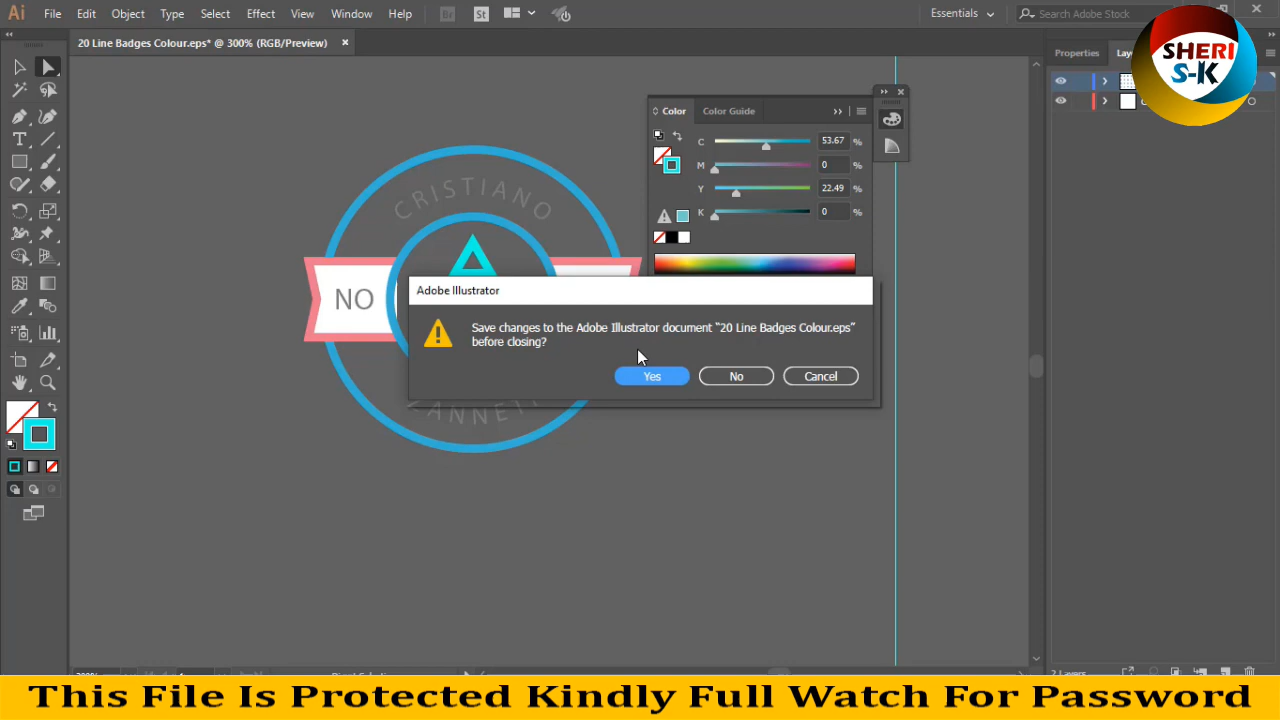 File Edit Object Type Select Effect View Window Help Br St Essentials Search Adobe Stock
20 Line Badges Colour.eps* @ 300% (RGB/Preview) ×
Properties
SHERI
S-K
Color Color Guide
C 53.67 %
M 0 %
Y 22.49 %
K 0 %
CRISTIANO
NO
Adobe Illustrator
Save changes to the Adobe Illustrator document “20 Line Badges Colour.eps”
before closing?
Yes No Cancel
This File Is Protected Kindly Full Watch For Password